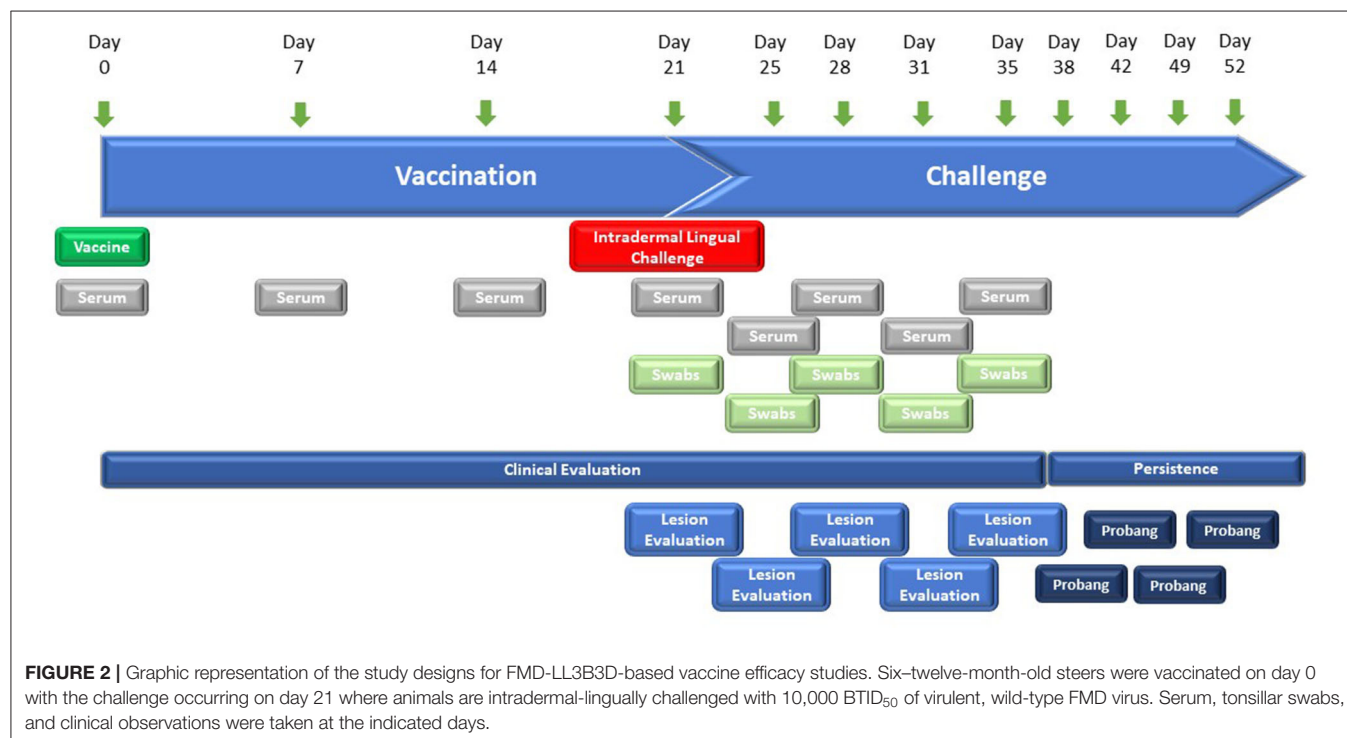 Day Day Day Day Day Day Day Day Day Day Day Day
0 7 14 21 25 28 31 35 38 42 49 52
Vaccination Challenge
Vaccine
Intradermal Lingual
Challenge
Serum Serum Serum Serum Serum Serum
Serum Serum
Swabs Swabs Swabs
Swabs Swabs
Clinical Evaluation Persistence
Lesion Lesion Lesion
Evaluation Evaluation Evaluation
Probang Probang
Lesion Lesion
Evaluation Evaluation
Probang Probang
FIGURE 2 | Graphic representation of the study designs for FMD-LL3B3D-based vaccine efficacy studies. Six–twelve-month-old steers were vaccinated on day 0
with the challenge occurring on day 21 where animals are intradermal-lingually challenged with 10,000 BTID₅₀ of virulent, wild-type FMD virus. Serum, tonsillar swabs,
and clinical observations were taken at the indicated days.